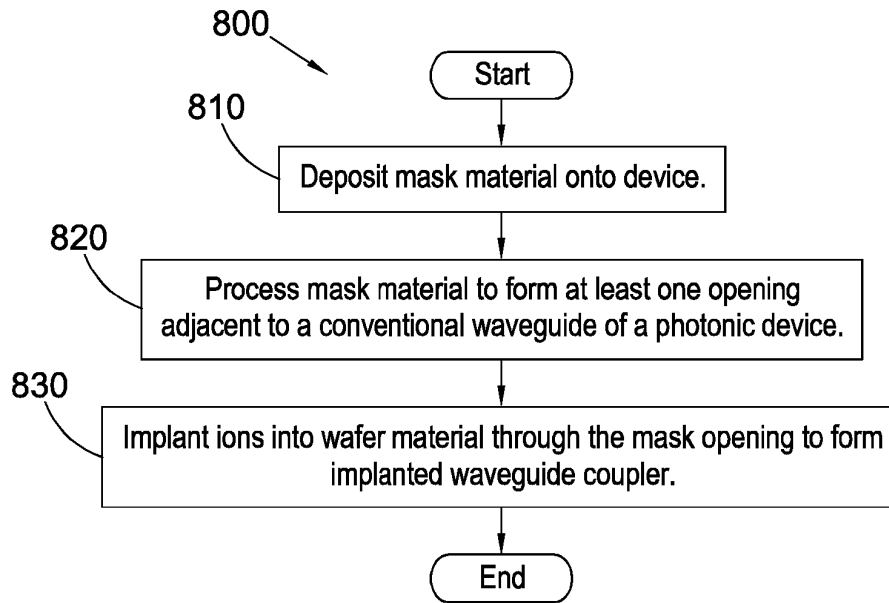 800
Start
810
Deposit mask material onto device.
820
Process mask material to form at least one opening
adjacent to a conventional waveguide of a photonic device.
830
Implant ions into wafer material through the mask opening to form
implanted waveguide coupler.
End